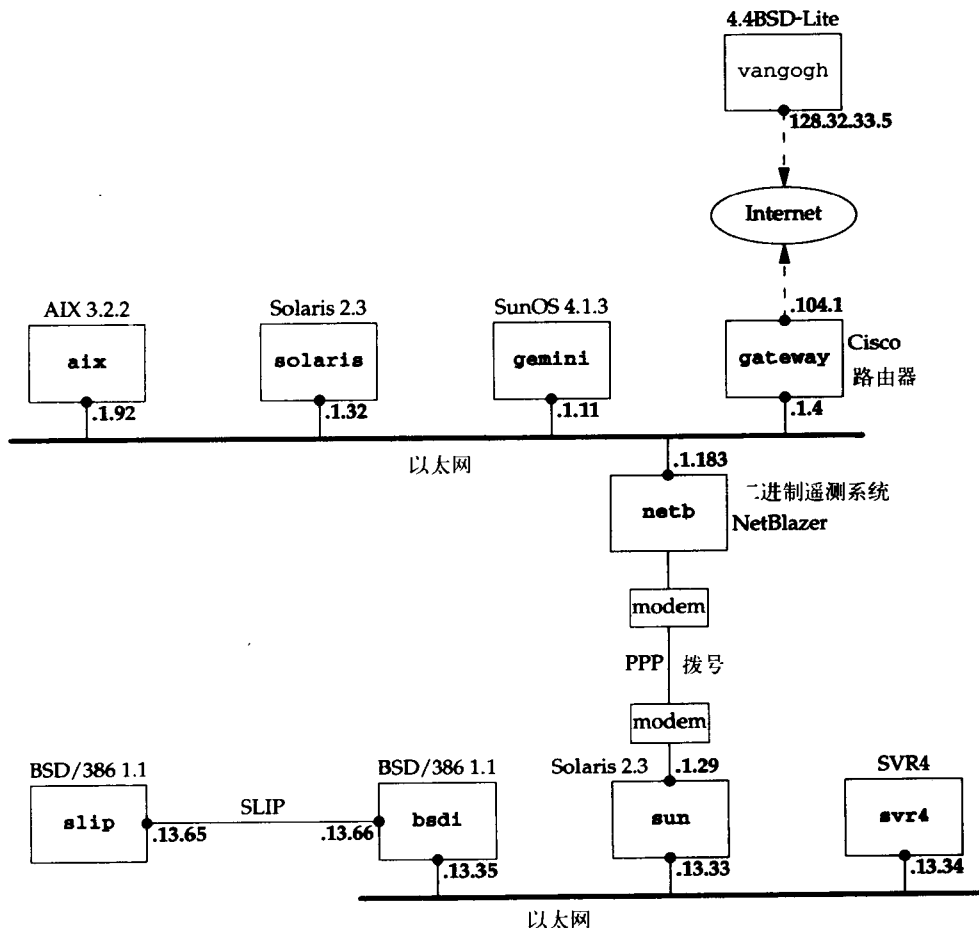 4.4BSD-Lite
vangogh
128.32.33.5
Internet
.104.1
AIX 3.2.2
Solaris 2.3
SunOS 4.1.3
aix
solaris
gemini
gateway
Cisco
路由器
.1.92
.1.32
.1.11
.1.4
以太网
.1.183
netb
二进制遥测系统
NetBlazer
modem
PPP 拨号
modem
BSD/386 1.1
BSD/386 1.1
Solaris 2.3
.1.29
SVR4
slip
SLIP
bsdi
sun
svr4
.13.65
.13.66
.13.35
.13.33
.13.34
以太网